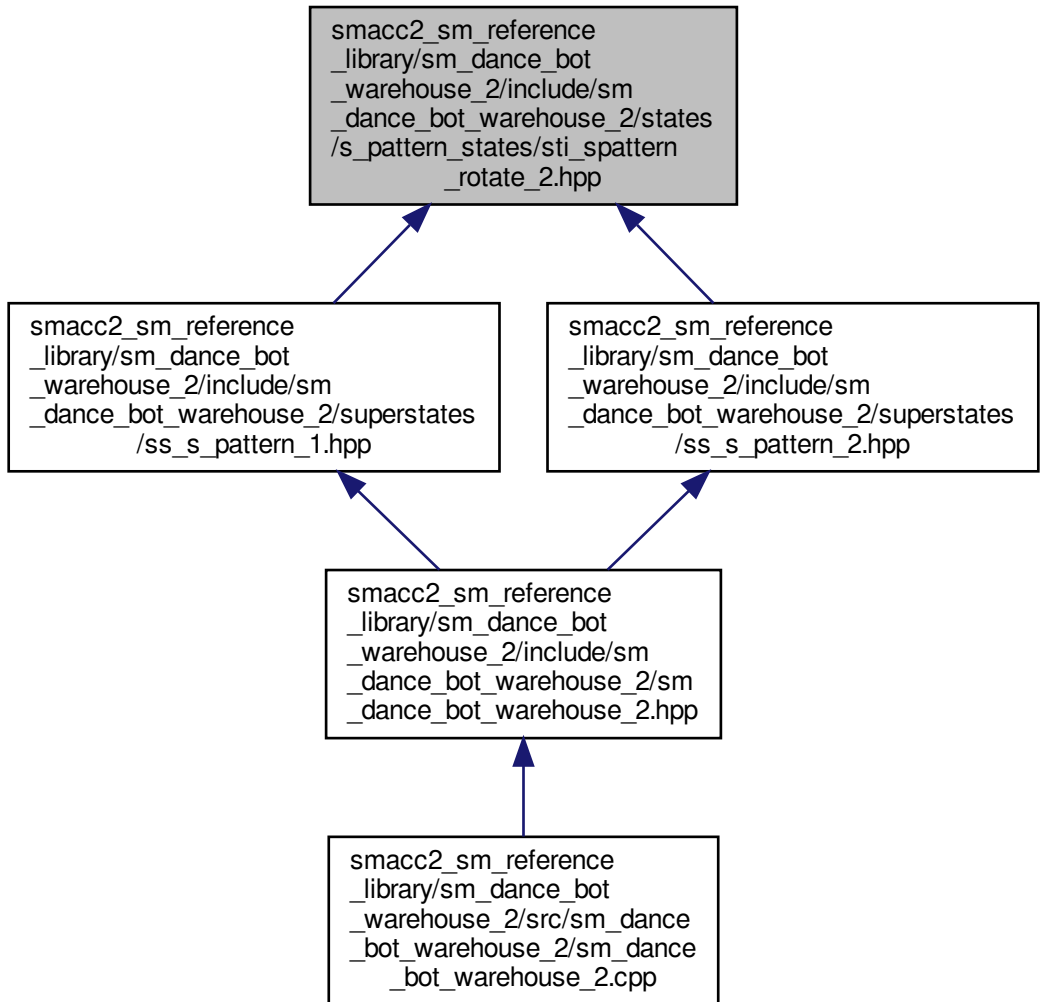 smacc2_sm_reference
_library/sm_dance_bot
_warehouse_2/include/sm
_dance_bot_warehouse_2/states
/s_pattern_states/sti_spattern
_rotate_2.hpp
smacc2_sm_reference
_library/sm_dance_bot
_warehouse_2/include/sm
_dance_bot_warehouse_2/superstates
/ss_s_pattern_1.hpp
smacc2_sm_reference
_library/sm_dance_bot
_warehouse_2/include/sm
_dance_bot_warehouse_2/superstates
/ss_s_pattern_2.hpp
smacc2_sm_reference
_library/sm_dance_bot
_warehouse_2/include/sm
_dance_bot_warehouse_2/sm
_dance_bot_warehouse_2.hpp
smacc2_sm_reference
_library/sm_dance_bot
_warehouse_2/src/sm_dance
_bot_warehouse_2/sm_dance
_bot_warehouse_2.cpp